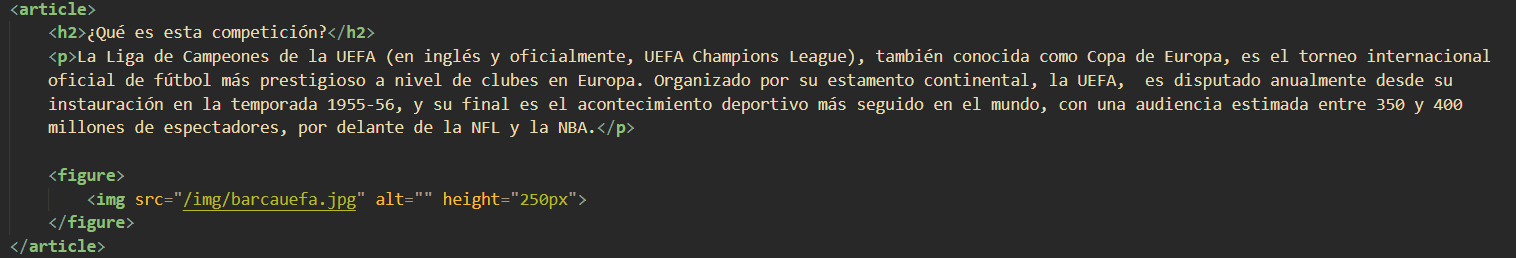 <article>
<h2>¿Qué es esta competición?</h2>
<p>La Liga de Campeones de la UEFA (en inglés y oficialmente, UEFA Champions League), también conocida como Copa de Europa, es el torneo internacional
oficial de fútbol más prestigioso a nivel de clubes en Europa. Organizado por su estamento continental, la UEFA,  es disputado anualmente desde su
instauración en la temporada 1955-56, y su final es el acontecimiento deportivo más seguido en el mundo, con una audiencia estimada entre 350 y 400
millones de espectadores, por delante de la NFL y la NBA.</p>
<figure>
<img src="/img/barcauefa.jpg" alt="" height="250px">
</figure>
</article>